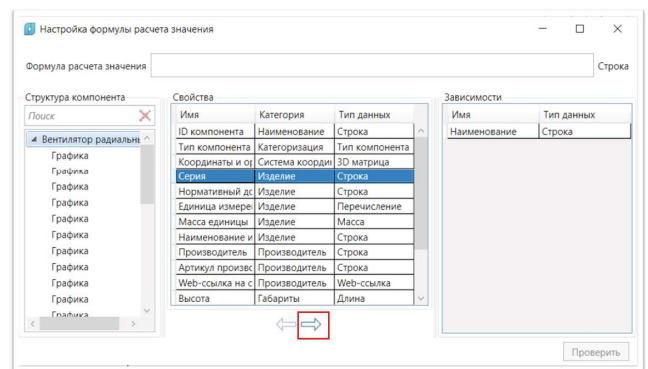 Настройка формулы расчета значения
Формула расчета значения
Строка
Структура компонента
Поиск
Вентилятор радиальнь
Графика
Графика
Графика
Графика
Графика
Графика
Графика
Графика
Графика
Графика
Графика
Свойства
Имя Категория Тип данных
ID компонента Наименование Строка
Тип компонента Категоризация Тип компонента
Координаты и ор Система координ 3D матрица
Серия Изделие Строка
Нормативный до Изделие Строка
Единица измерен Изделие Перечисление
Масса единицы Изделие Масса
Наименование и Изделие Строка
Производитель Производитель Строка
Артикул произво Производитель Строка
Web-ссылка на с Производитель Web-ссылка
Высота Габариты Длина
Зависимости
Имя Тип данных
Наименование Строка
Проверить